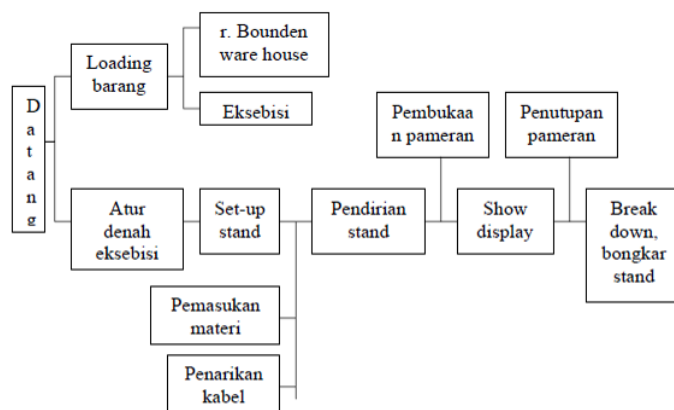 r. Bounden
ware house
Loading
barang
Eksebisi
D
a
t
a
n
g
Pembukaa
n pameran
Penutupan
pameran
Atur
denah
eksebisi
Set-up
stand
Pendirian
stand
Show
display
Break
down,
bongkar
stand
Pemasukan
materi
Penarikan
kabel